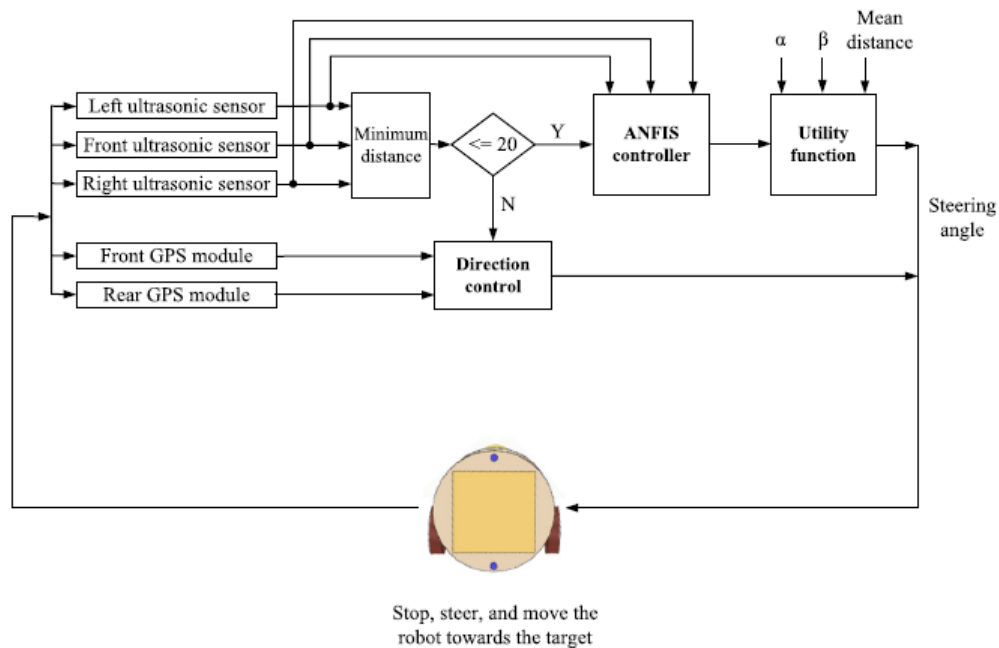 Mean
distance
α
β
Left ultrasonic sensor
Front ultrasonic sensor
Right ultrasonic sensor
Minimum
distance
<= 20
Y
N
ANFIS
controller
Utility
function
Steering
angle
Front GPS module
Rear GPS module
Direction
control
Stop, steer, and move the
robot towards the target